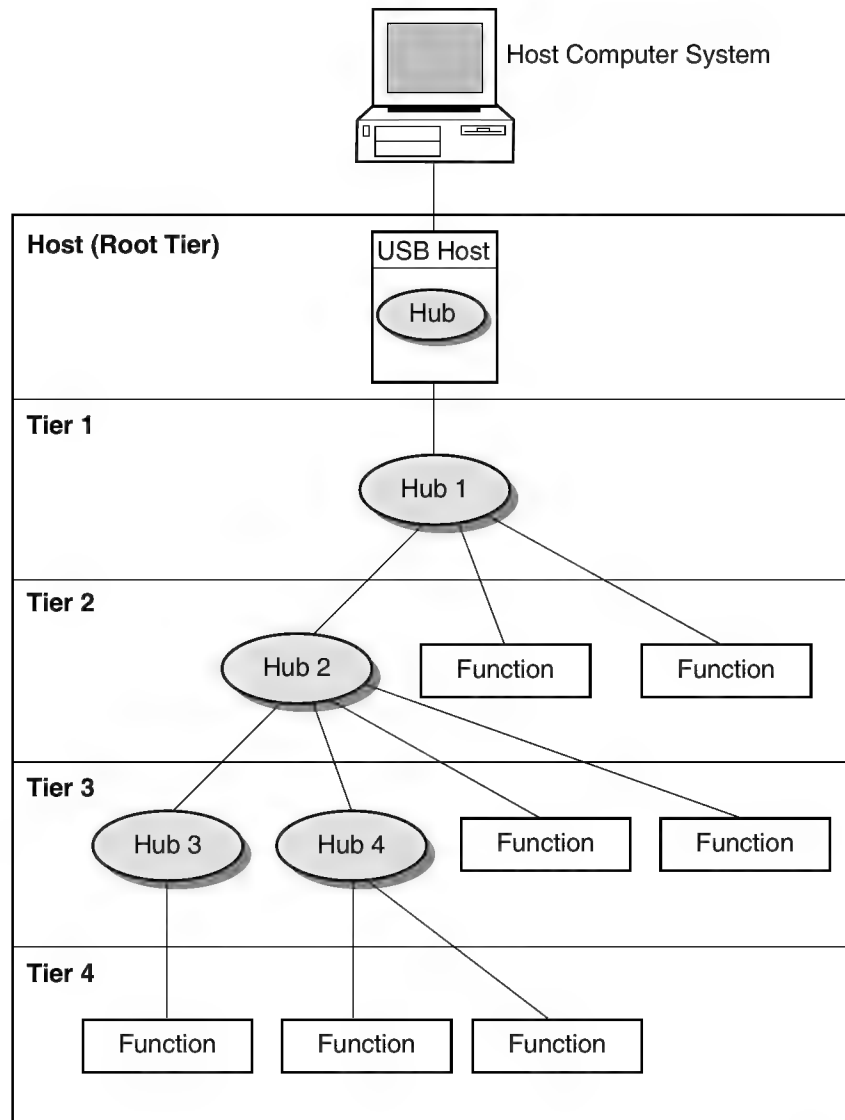 Host Computer System
Host (Root Tier)
USB Host
Hub
Tier 1
Hub 1
Tier 2
Hub 2
Function
Function
Tier 3
Hub 3
Hub 4
Function
Function
Tier 4
Function
Function
Function